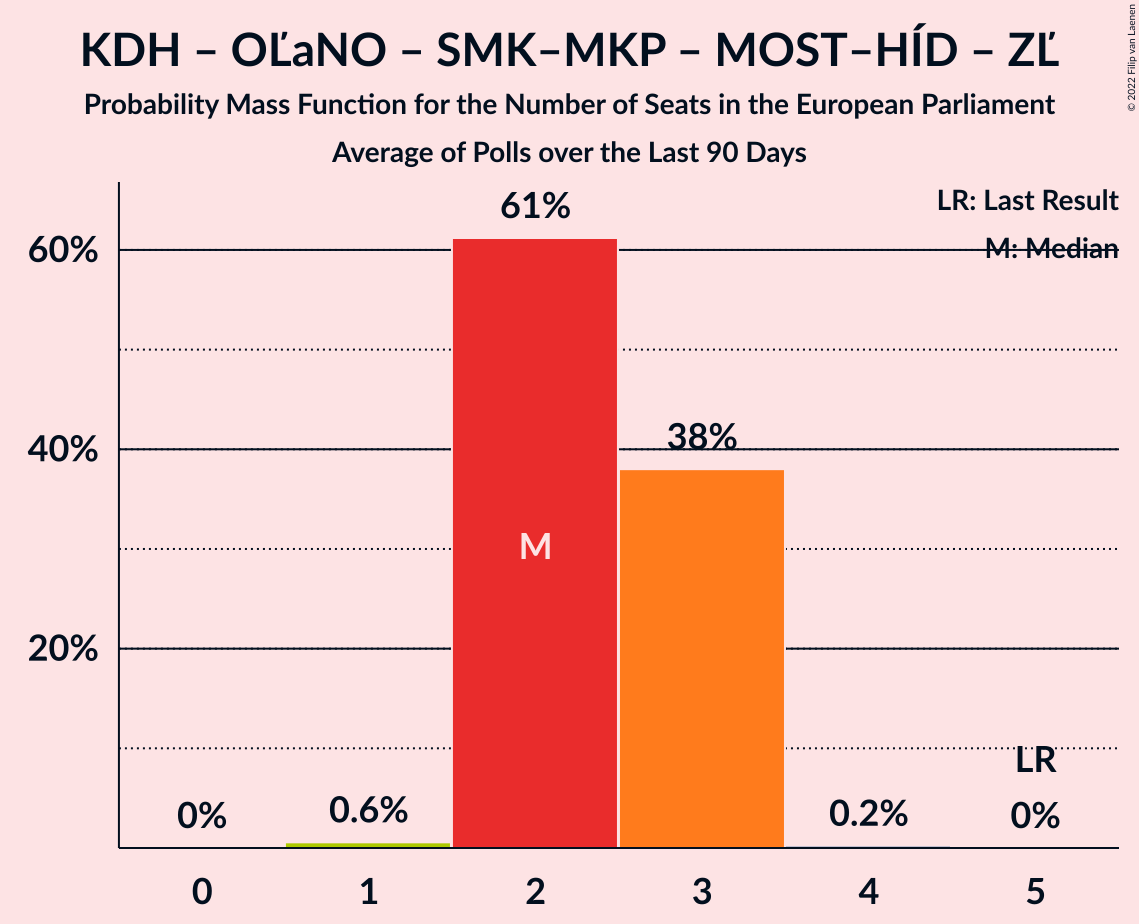 KDH – OĽaNO – SMK–MKP – MOST–HÍD – ZĽ
Probability Mass Function for the Number of Seats in the European Parliament
Average of Polls over the Last 90 Days
© 2022 Filip van Laenen
LR: Last Result
M: Median
61%
60%
38%
40%
M
20%
LR
0%
0.6%
0.2%
0%
0
1
2
3
4
5